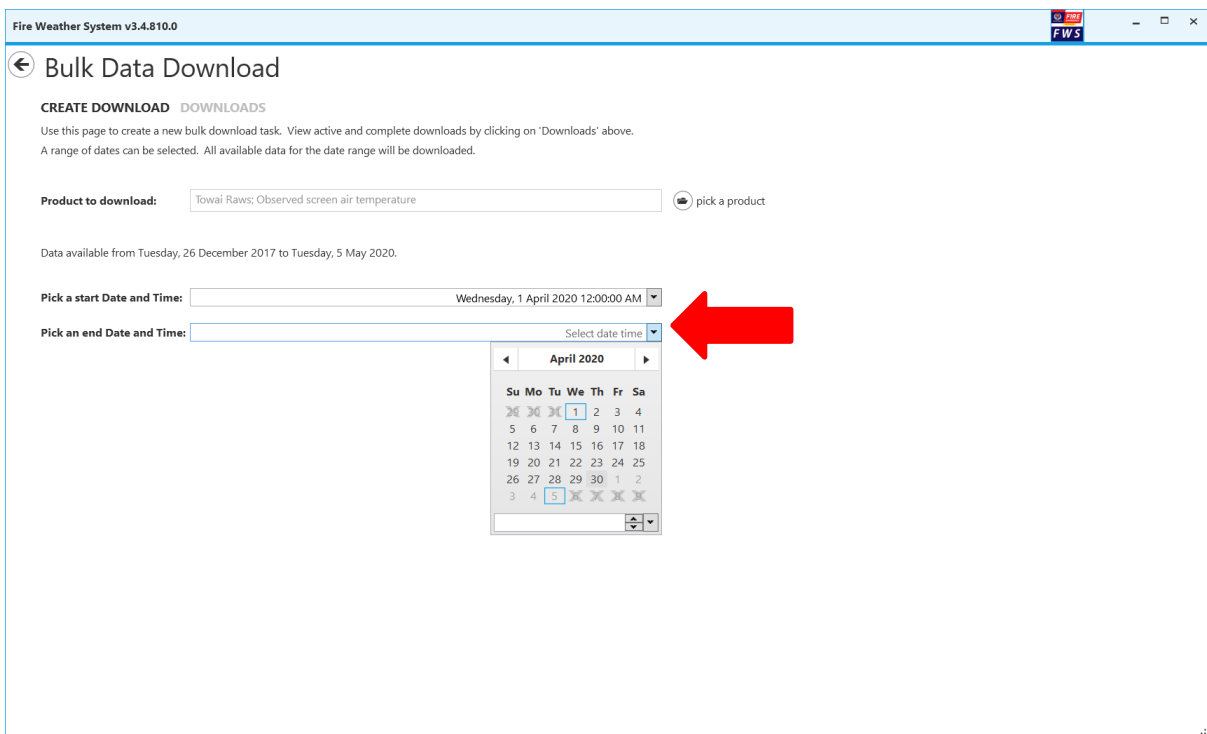 Fire Weather System v3.4.810.0
FIRE
FWS
Bulk Data Download
CREATE DOWNLOAD DOWNLOADS
Use this page to create a new bulk download task. View active and complete downloads by clicking on 'Downloads' above.
A range of dates can be selected. All available data for the date range will be downloaded.
Product to download: Towai Raws; Observed screen air temperature pick a product
Data available from Tuesday, 26 December 2017 to Tuesday, 5 May 2020.
Pick a start Date and Time: Wednesday, 1 April 2020 12:00:00 AM
Pick an end Date and Time: Select date time
April 2020
Su Mo Tu We Th Fr Sa
1 2 3 4
5 6 7 8 9 10 11
12 13 14 15 16 17 18
19 20 21 22 23 24 25
26 27 28 29 30 1 2
3 4 5